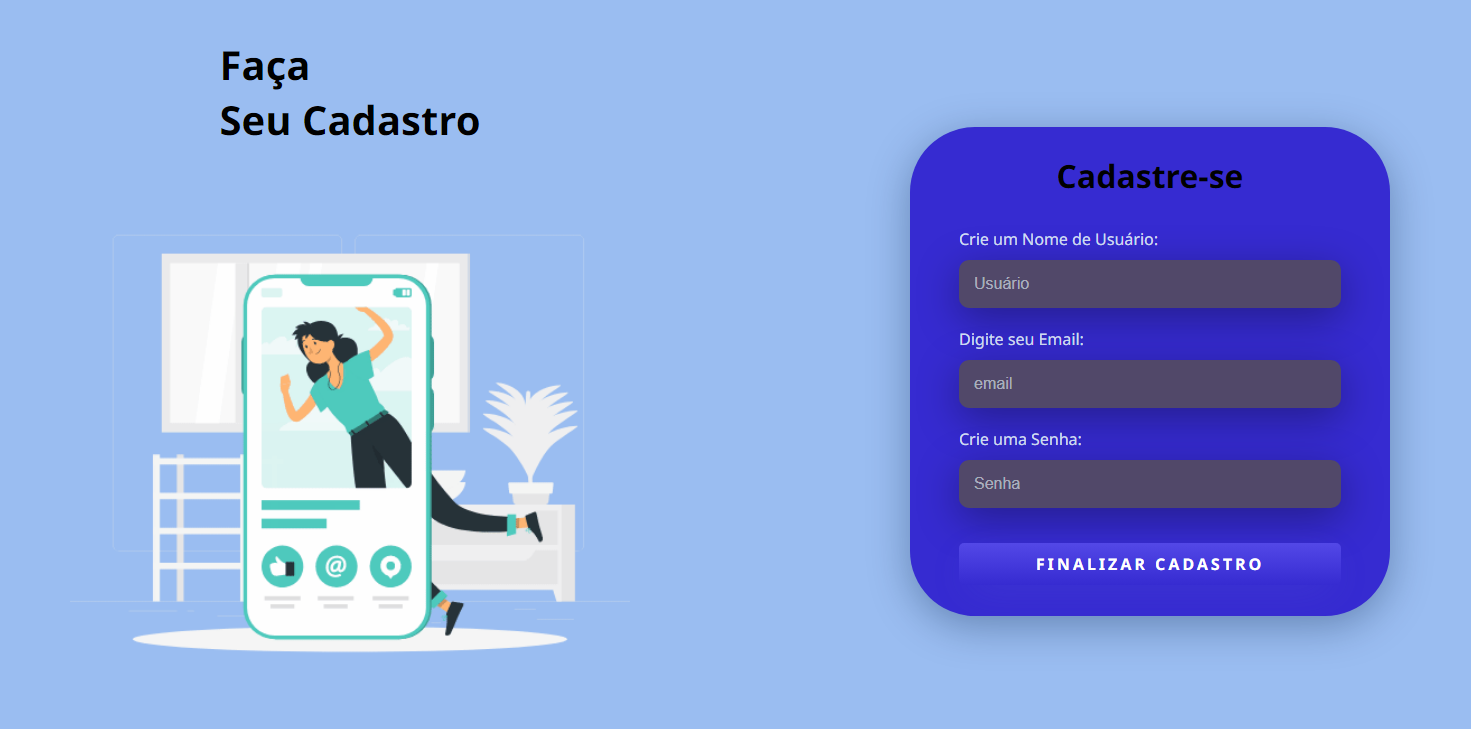 Faça
Seu Cadastro
@
Cadastre-se
Crie um Nome de Usuário:
Usuário
Digite seu Email:
email
Crie uma Senha:
Senha
FINALIZAR CADASTRO